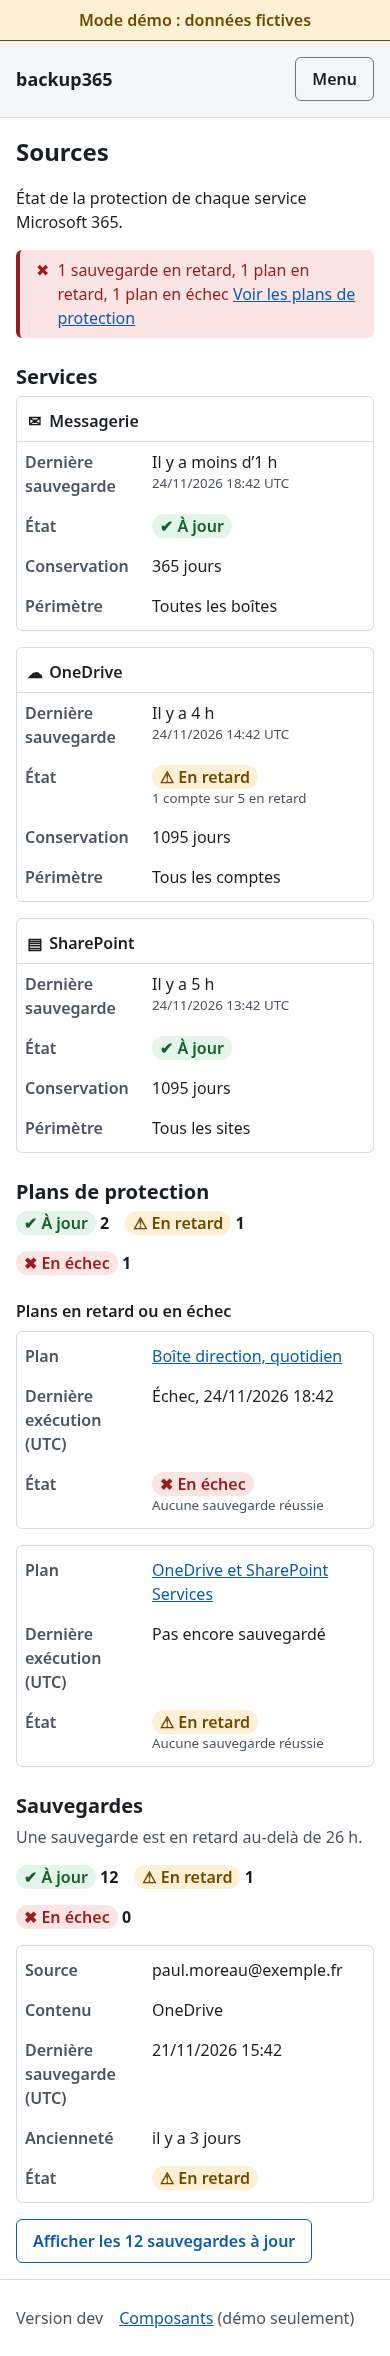 Mode démo : données fictives
backup365
Menu
Sources
État de la protection de chaque service
Microsoft 365.
✖ 1 sauvegarde en retard, 1 plan en
retard, 1 plan en échec Voir les plans de
protection
Services
✉ Messagerie
Dernière
sauvegarde
Il y a moins d’1 h
24/11/2026 18:42 UTC
État
✔ À jour
Conservation
365 jours
Périmètre
Toutes les boîtes
☁ OneDrive
Dernière
sauvegarde
Il y a 4 h
24/11/2026 14:42 UTC
État
⚠ En retard
1 compte sur 5 en retard
Conservation
1095 jours
Périmètre
Tous les comptes
▤ SharePoint
Dernière
sauvegarde
Il y a 5 h
24/11/2026 13:42 UTC
État
✔ À jour
Conservation
1095 jours
Périmètre
Tous les sites
Plans de protection
✔ À jour 2 ⚠ En retard 1
✖ En échec 1
Plans en retard ou en échec
Plan
Boîte direction, quotidien
Dernière
exécution
(UTC)
Échec, 24/11/2026 18:42
État
✖ En échec
Aucune sauvegarde réussie
Plan
OneDrive et SharePoint
Services
Dernière
exécution
(UTC)
Pas encore sauvegardé
État
⚠ En retard
Aucune sauvegarde réussie
Sauvegardes
Une sauvegarde est en retard au-delà de 26 h.
✔ À jour 12 ⚠ En retard 1
✖ En échec 0
Source
paul.moreau@exemple.fr
Contenu
OneDrive
Dernière
sauvegarde
(UTC)
21/11/2026 15:42
Ancienneté
il y a 3 jours
État
⚠ En retard
Afficher les 12 sauvegardes à jour
Version dev Composants (démo seulement)